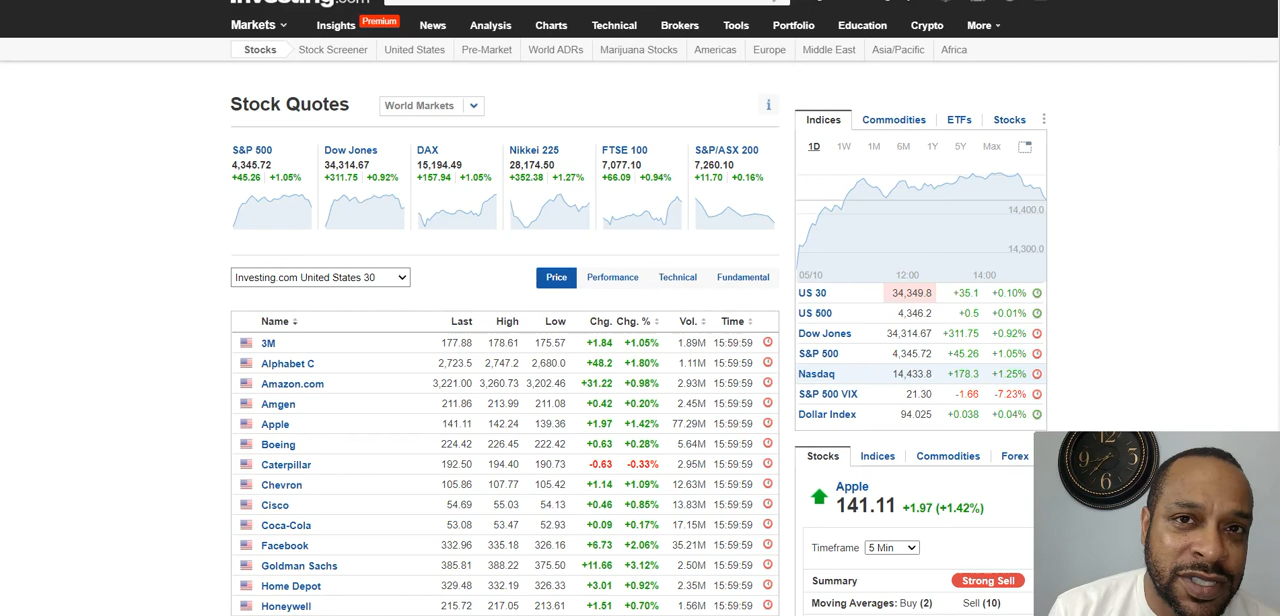 Investing.com
Markets Insights Premium News Analysis Charts Technical Brokers Tools Portfolio Education Crypto More
Stocks Stock Screener United States Pre-Market World ADRs Marijuana Stocks Americas Europe Middle East Asia/Pacific Africa
Stock Quotes World Markets i
S&P 500 Dow Jones DAX Nikkei 225 FTSE 100 S&P/ASX 200
4,345.72 34,314.67 15,194.49 28,174.50 7,077.10 7,260.10
+45.26 +1.05% +311.75 +0.92% +157.94 +1.05% +352.38 +1.27% +66.09 +0.94% +11.70 +0.16%
Investing.com United States 30 Price Performance Technical Fundamental
Name Last High Low Chg. Chg. % Vol. Time
3M 177.88 178.61 175.57 +1.84 +1.05% 1.89M 15:59:59
Alphabet C 2,723.5 2,747.2 2,680.0 +48.2 +1.80% 1.11M 15:59:59
Amazon.com 3,221.00 3,260.73 3,202.46 +31.22 +0.98% 2.93M 15:59:59
Amgen 211.86 213.99 211.08 +0.42 +0.20% 2.45M 15:59:59
Apple 141.11 142.24 139.36 +1.97 +1.42% 77.29M 15:59:59
Boeing 224.42 226.45 222.42 +0.63 +0.28% 5.64M 15:59:59
Caterpillar 192.50 194.40 190.73 -0.63 -0.33% 2.95M 15:59:59
Chevron 105.86 107.77 105.42 +1.14 +1.09% 12.63M 15:59:59
Cisco 54.69 55.03 54.13 +0.46 +0.85% 13.83M 15:59:59
Coca-Cola 53.08 53.47 52.93 +0.09 +0.17% 17.15M 15:59:59
Facebook 332.96 335.18 326.16 +6.73 +2.06% 35.21M 15:59:59
Goldman Sachs 385.81 388.22 375.50 +11.66 +3.12% 2.50M 15:59:59
Home Depot 329.48 332.19 326.33 +3.01 +0.92% 2.35M 15:59:59
Honeywell 215.72 217.05 213.61 +1.51 +0.70% 1.56M 15:59:59
Indices Commodities ETFs Stocks
1D 1W 1M 6M 1Y 5Y Max
14,400.0
14,300.0
05/10 12:00 14:00
US 30 34,349.8 +35.1 +0.10%
US 500 4,346.2 +0.5 +0.01%
Dow Jones 34,314.67 +311.75 +0.92%
S&P 500 4,345.72 +45.26 +1.05%
Nasdaq 14,433.8 +178.3 +1.25%
S&P 500 VIX 21.30 -1.66 -7.23%
Dollar Index 94.025 +0.038 +0.04%
Stocks Indices Commodities Forex
Apple
141.11 +1.97 (+1.42%)
Timeframe 5 Min
Summary Strong Sell
Moving Averages: Buy (2) Sell (10)
12
9 3
6